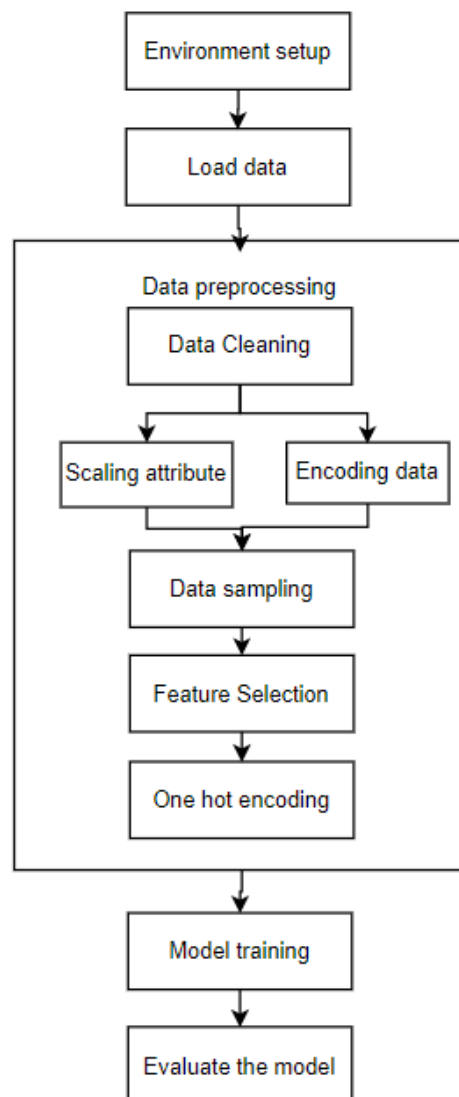 Environment setup
Load data
Data preprocessing
Data Cleaning
Scaling attribute
Encoding data
Data sampling
Feature Selection
One hot encoding
Model training
Evaluate the model